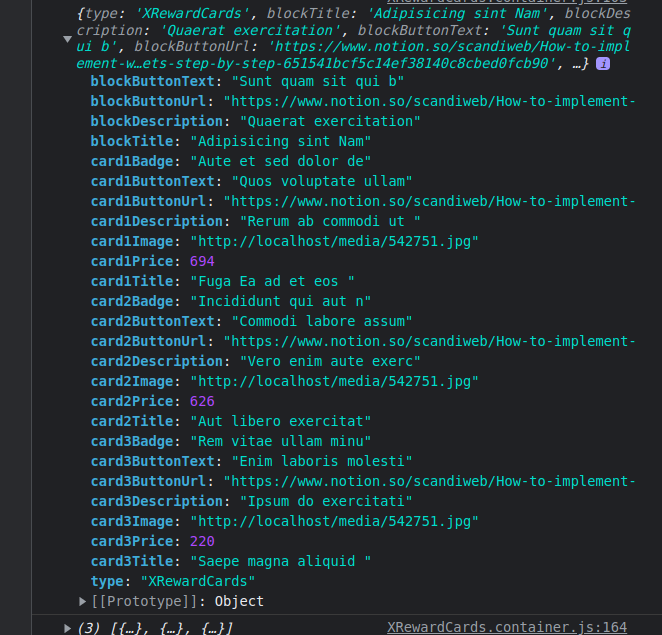 {type: 'XRewardCards', blockTitle: 'Adipisicing sint Nam', blockDes
cription: 'Quaerat exercitation', blockButtonText: 'Sunt quam sit q
ui b', blockButtonUrl: 'https://www.notion.so/scandiweb/How-to-impl
ement-w…ets-step-by-step-651541bcf5c14ef38140c8cbed0fcb90', …} i
blockButtonText: "Sunt quam sit qui b"
blockButtonUrl: "https://www.notion.so/scandiweb/How-to-implement-
blockDescription: "Quaerat exercitation"
blockTitle: "Adipisicing sint Nam"
card1Badge: "Aute et sed dolor de"
card1ButtonText: "Quos voluptate ullam"
card1ButtonUrl: "https://www.notion.so/scandiweb/How-to-implement-
card1Description: "Rerum ab commodi ut "
card1Image: "http://localhost/media/542751.jpg"
card1Price: 694
card1Title: "Fuga Ea ad et eos "
card2Badge: "Incididunt qui aut n"
card2ButtonText: "Commodi labore assum"
card2ButtonUrl: "https://www.notion.so/scandiweb/How-to-implement-
card2Description: "Vero enim aute exerc"
card2Image: "http://localhost/media/542751.jpg"
card2Price: 626
card2Title: "Aut libero exercitat"
card3Badge: "Rem vitae ullam minu"
card3ButtonText: "Enim laboris molesti"
card3ButtonUrl: "https://www.notion.so/scandiweb/How-to-implement-
card3Description: "Ipsum do exercitati"
card3Image: "http://localhost/media/542751.jpg"
card3Price: 220
card3Title: "Saepe magna aliquid "
type: "XRewardCards"
[[Prototype]]: Object
(3) [{…}, {…}, {…}] XRewardCards.container.js:164